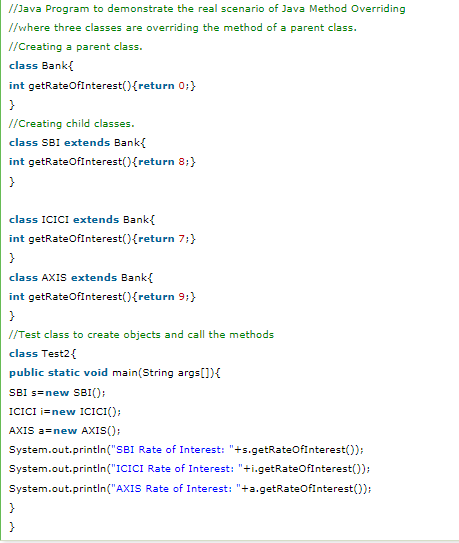 //Java Program to demonstrate the real scenario of Java Method Overriding
//where three classes are overriding the method of a parent class.
//Creating a parent class.
class Bank{
int getRateOfInterest(){return 0;}
}
//Creating child classes.
class SBI extends Bank{
int getRateOfInterest(){return 8;}
}
class ICICI extends Bank{
int getRateOfInterest(){return 7;}
}
class AXIS extends Bank{
int getRateOfInterest(){return 9;}
}
//Test class to create objects and call the methods
class Test2{
public static void main(String args[]){
SBI s=new SBI();
ICICI i=new ICICI();
AXIS a=new AXIS();
System.out.println("SBI Rate of Interest: "+s.getRateOfInterest());
System.out.println("ICICI Rate of Interest: "+i.getRateOfInterest());
System.out.println("AXIS Rate of Interest: "+a.getRateOfInterest());
}
}